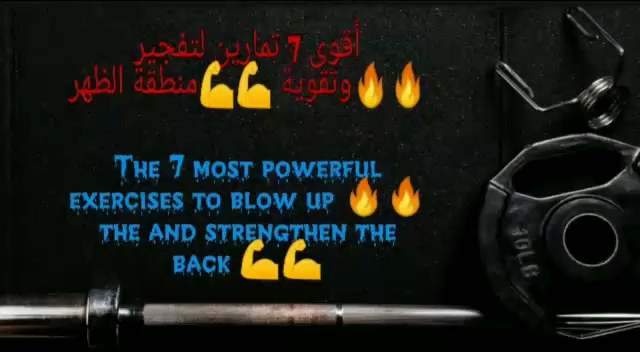 أقوى 7 تمارين لتفجير
🔥🔥وتقوية 💪💪منطقة الظهر
THE 7 MOST POWERFUL
EXERCISES TO BLOW UP 🔥🔥
THE AND STRENGTHEN THE
BACK 💪💪
10LB